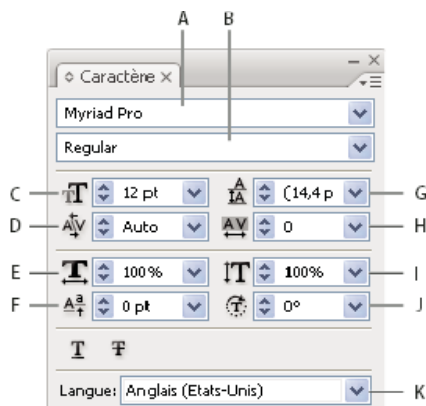 A B
Caractère
Myriad Pro
Regular
C 12 pt (14,4 p G
D Auto 0 H
E 100% 100% I
F 0 pt 0° J
T T
Langue: Anglais (Etats-Unis) K